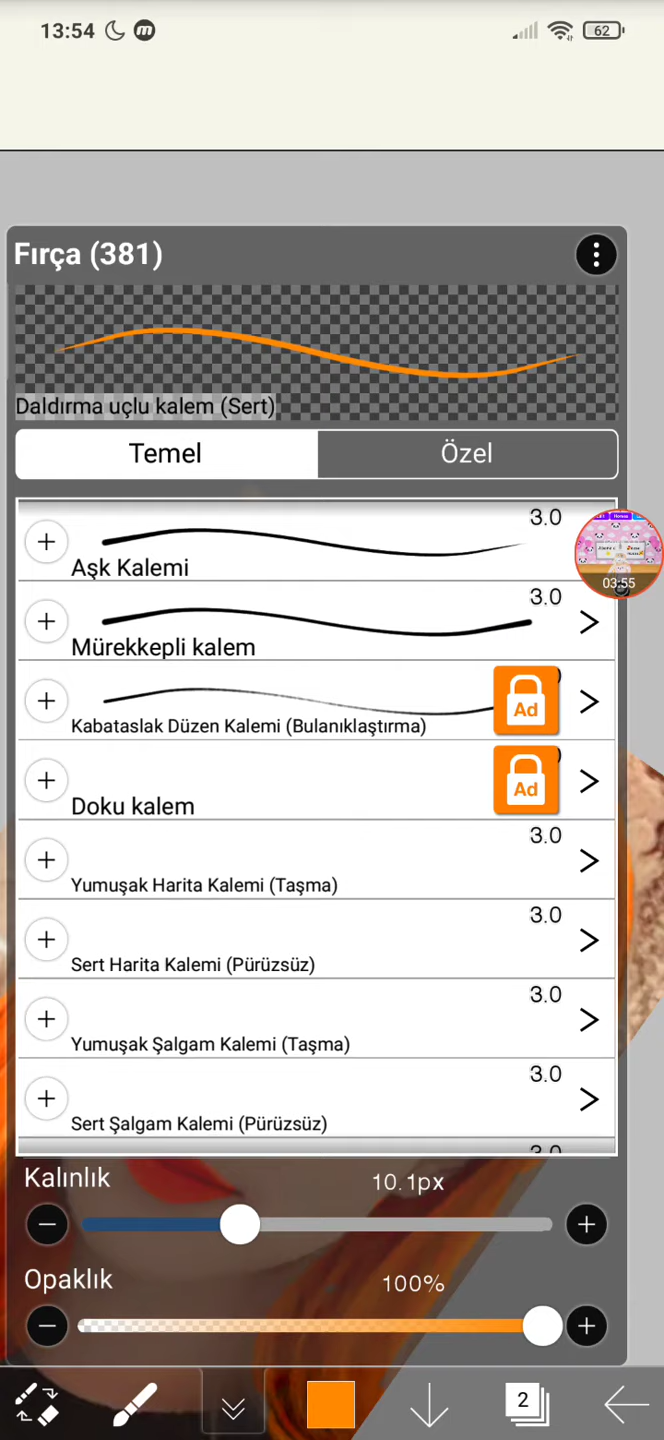 13:54
62
Fırça (381)
Daldırma uçlu kalem (Sert)
Temel
Özel
3.0
Aşk Kalemi
03:55
3.0
Mürekkepli kalem
Ad
Kabataslak Düzen Kalemi (Bulanıklaştırma)
Ad
Doku kalem
3.0
Yumuşak Harita Kalemi (Taşma)
3.0
Sert Harita Kalemi (Pürüzsüz)
3.0
Yumuşak Şalgam Kalemi (Taşma)
3.0
Sert Şalgam Kalemi (Pürüzsüz)
3.0
Kalınlık
10.1px
Opaklık
100%
2